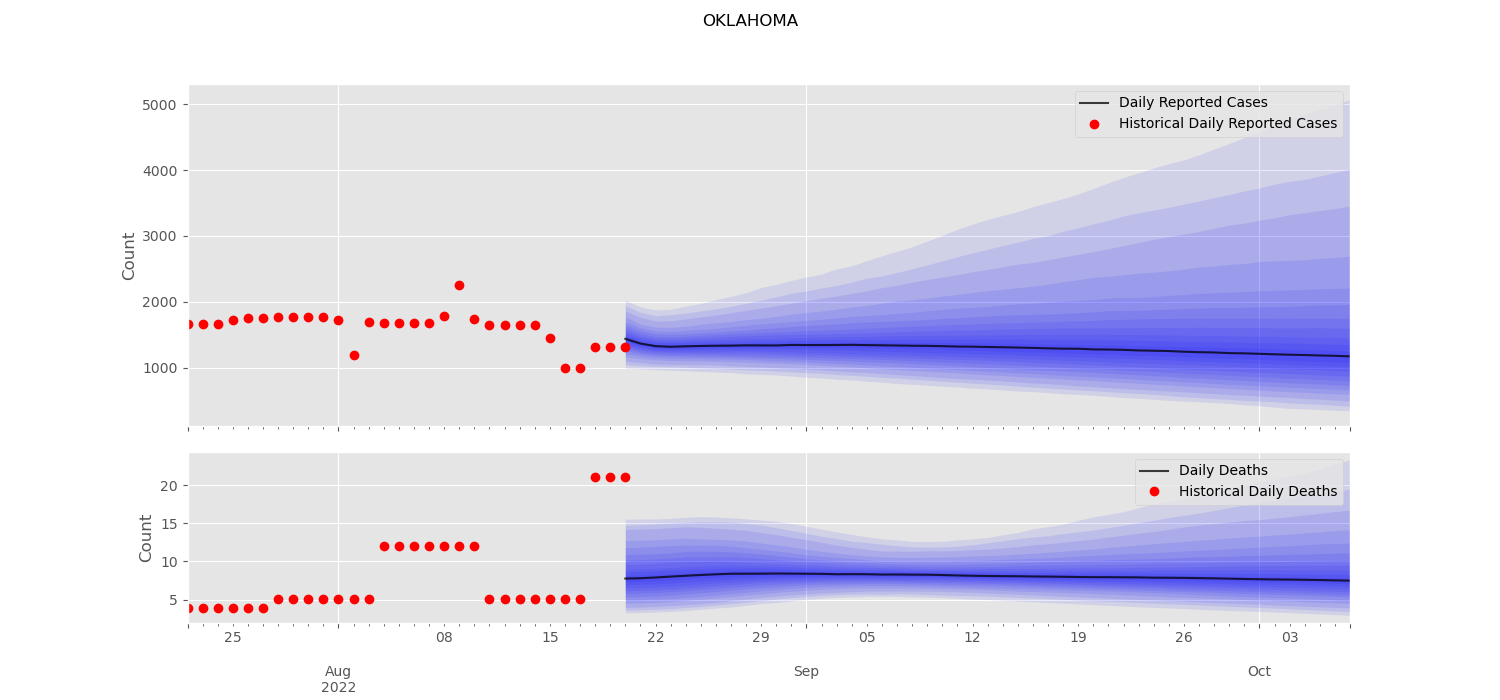 OKLAHOMA
5000
4000
3000
2000
1000
Count
Daily Reported Cases
Historical Daily Reported Cases
20
15
10
5
Count
Daily Deaths
Historical Daily Deaths
25 08 15 22 29 05 12 19 26 03
Aug Sep Oct
2022